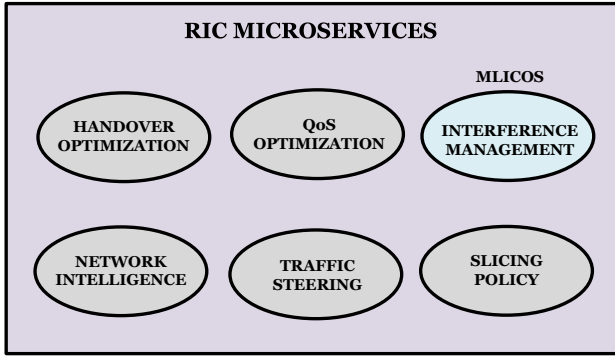 RIC MICROSERVICES
MLICOS
HANDOVER
OPTIMIZATION
QoS
OPTIMIZATION
INTERFERENCE
MANAGEMENT
NETWORK
INTELLIGENCE
TRAFFIC
STEERING
SLICING
POLICY